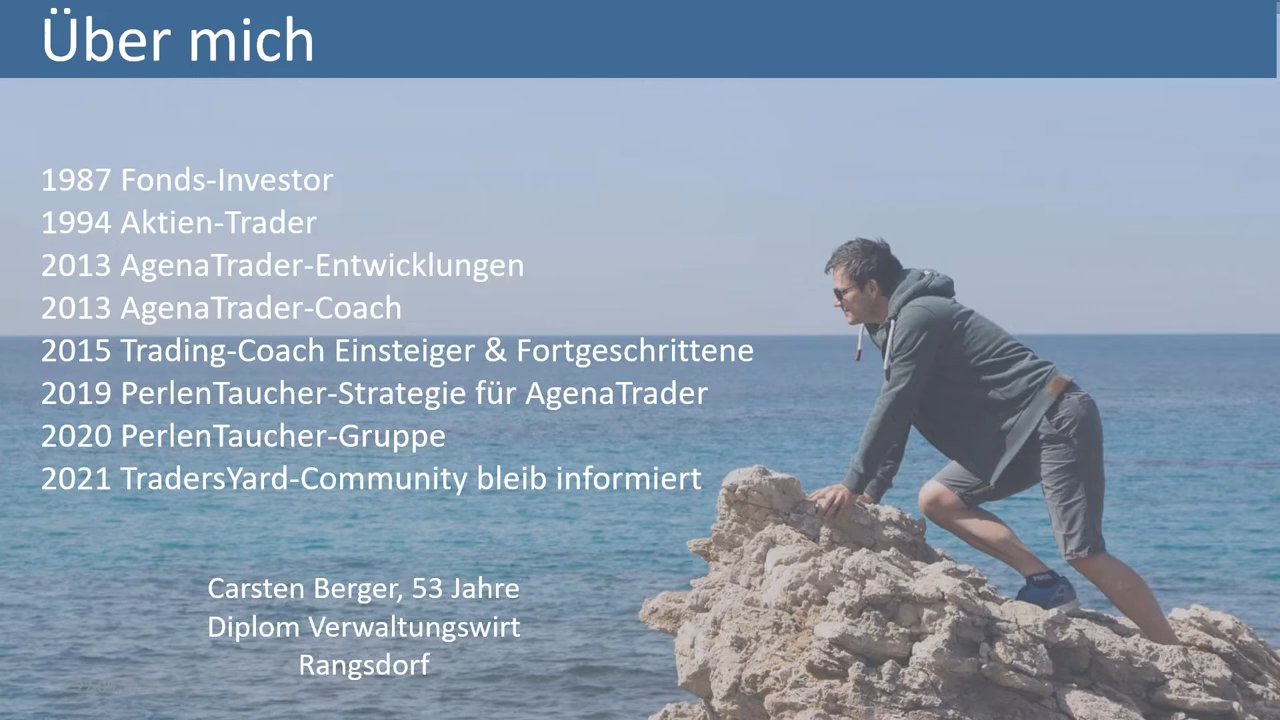 Über mich
1987 Fonds-Investor
1994 Aktien-Trader
2013 AgenaTrader-Entwicklungen
2013 AgenaTrader-Coach
2015 Trading-Coach Einsteiger & Fortgeschrittene
2019 PerlenTaucher-Strategie für AgenaTrader
2020 PerlenTaucher-Gruppe
2021 TradersYard-Community bleib informiert
Carsten Berger, 53 Jahre
Diplom Verwaltungswirt
Rangsdorf